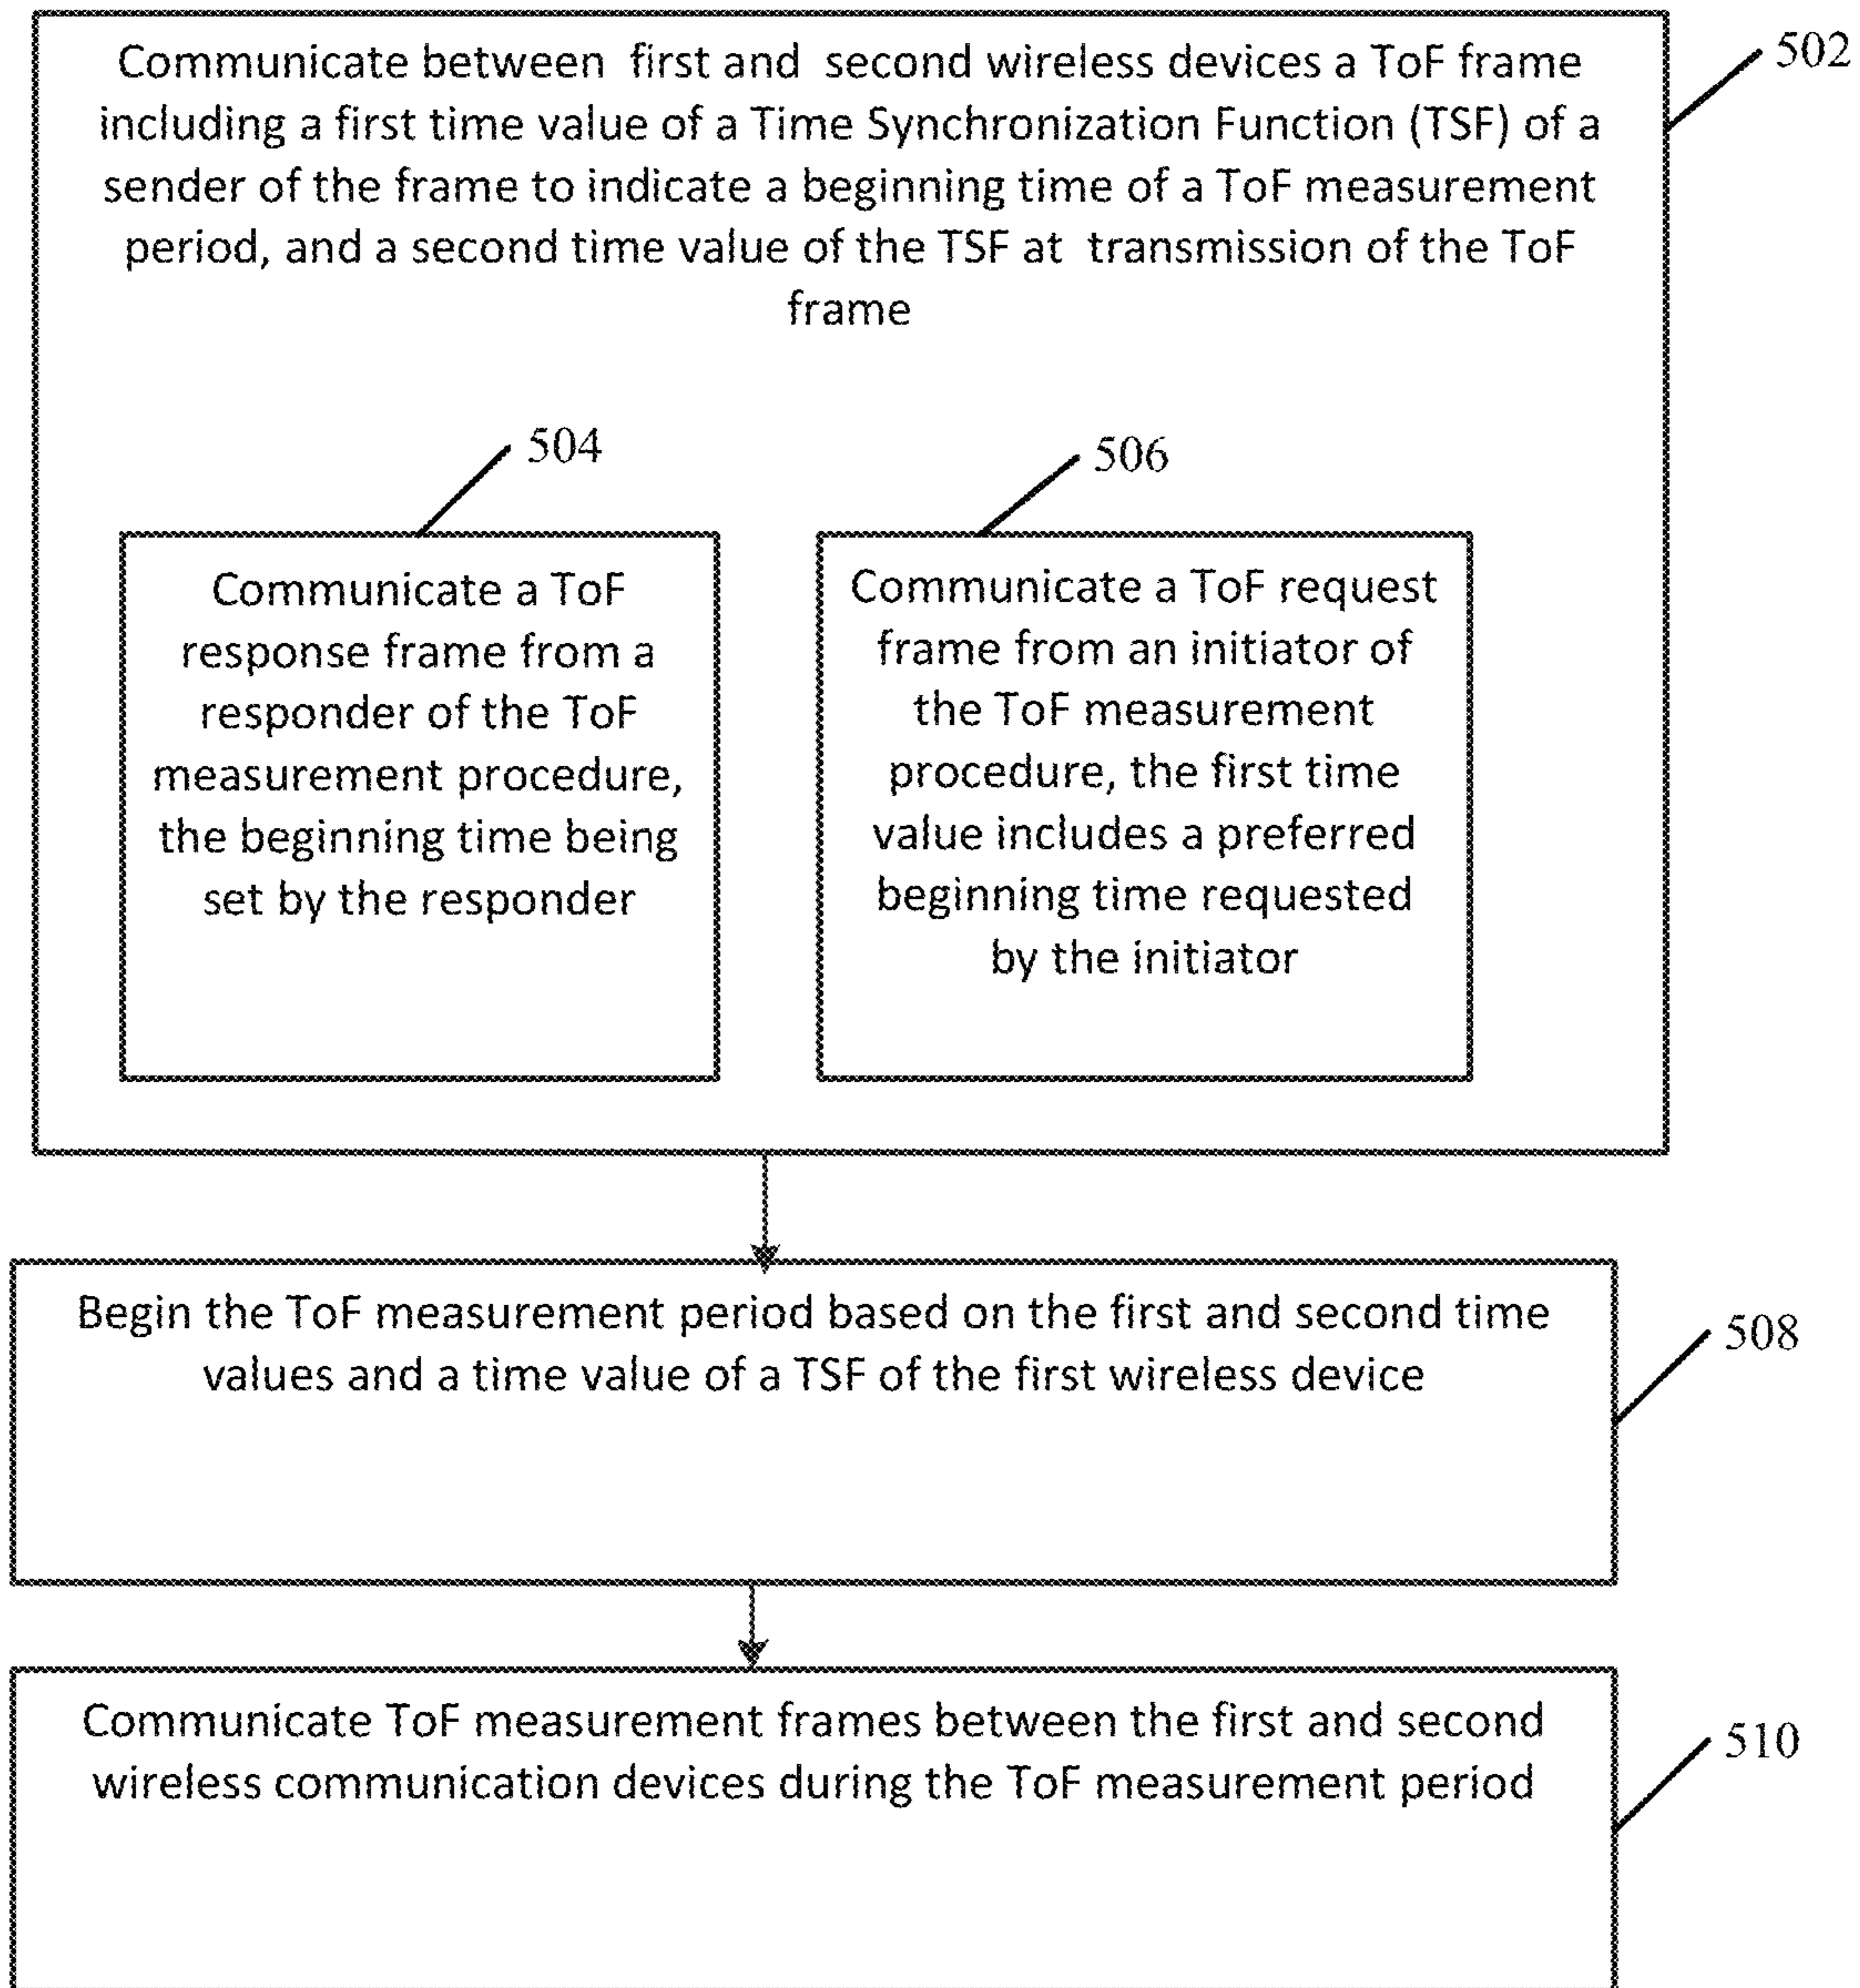 Communicate between first and second wireless devices a ToF frame
including a first time value of a Time Synchronization Function (TSF) of a
sender of the frame to indicate a beginning time of a ToF measurement
period, and a second time value of the TSF at transmission of the ToF
frame
502
504
Communicate a ToF
response frame from a
responder of the ToF
measurement procedure,
the beginning time being
set by the responder
506
Communicate a ToF request
frame from an initiator of
the ToF measurement
procedure, the first time
value includes a preferred
beginning time requested
by the initiator
Begin the ToF measurement period based on the first and second time
values and a time value of a TSF of the first wireless device
508
Communicate ToF measurement frames between the first and second
wireless communication devices during the ToF measurement period
510